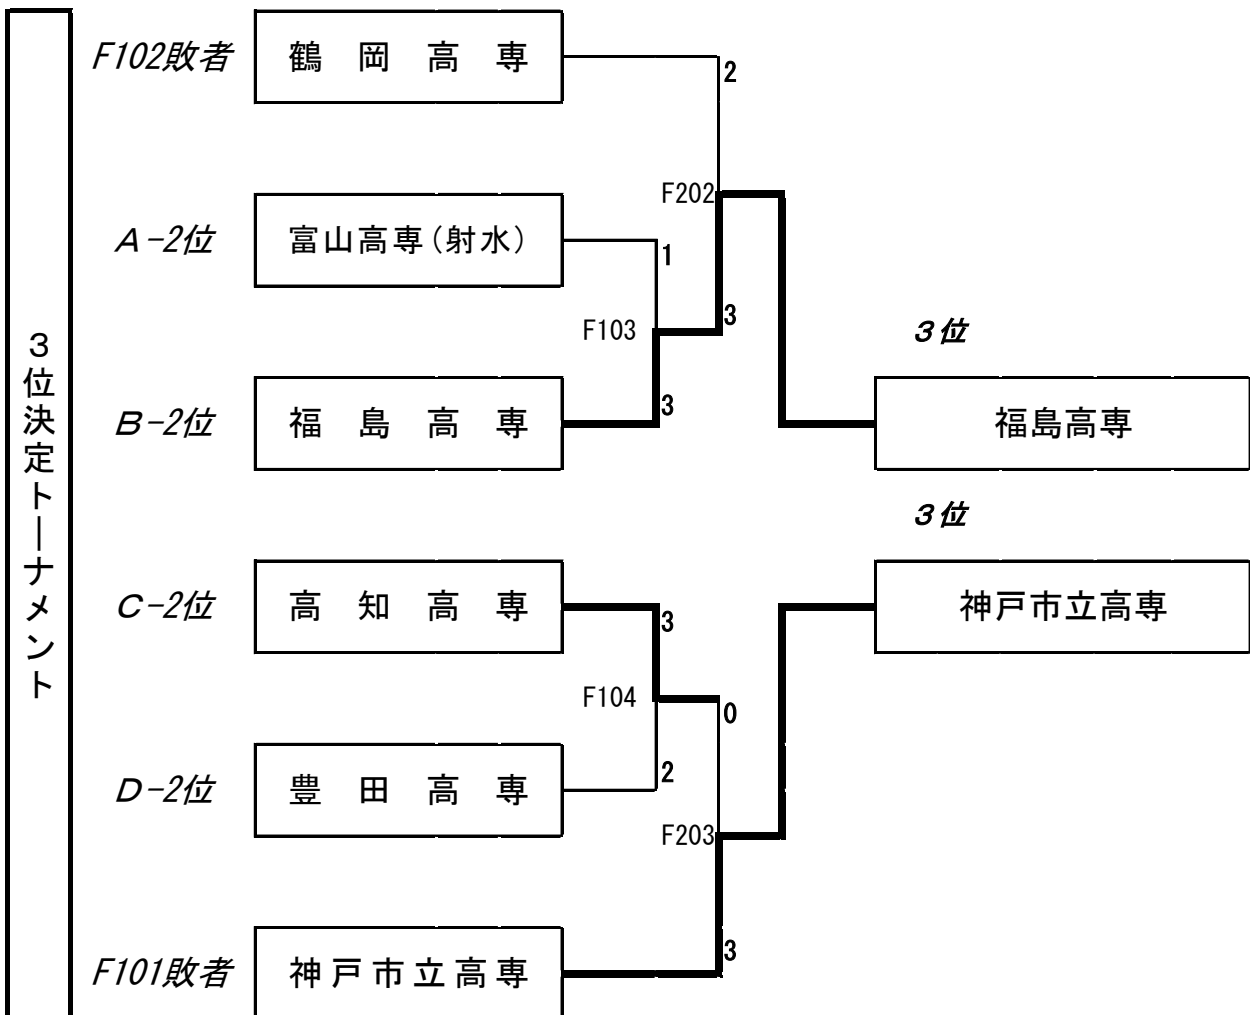 3位決定トーナメント
F102敗者
鶴岡高専
2
F202
A-2位
富山高専(射水)
1
F103
3
3位
B-2位
福島高専
3
福島高専
3位
C-2位
高知高専
3
神戸市立高専
F104
0
D-2位
豊田高専
2
F203
3
F101敗者
神戸市立高専